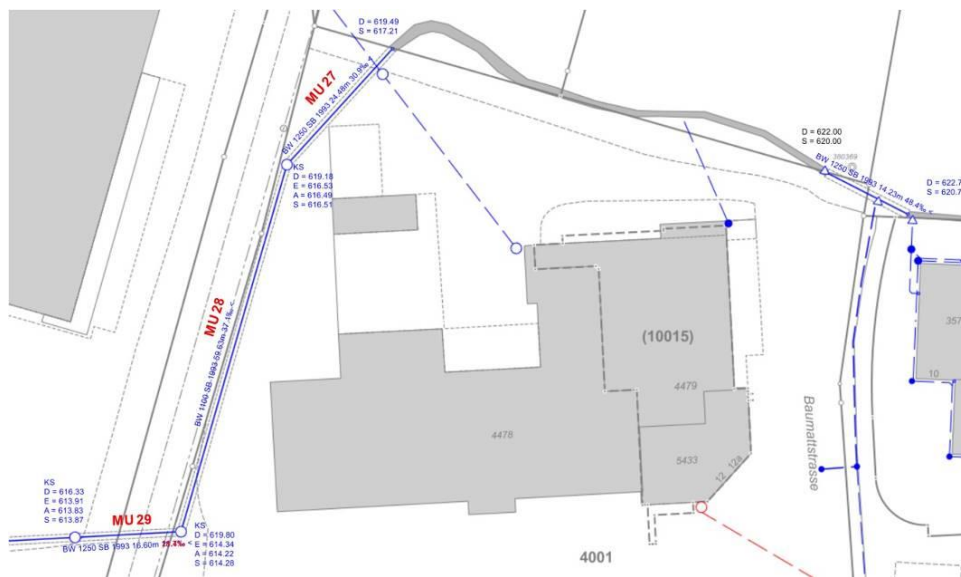 D = 619.49
S = 617.21
MU 27
BW 1250 SB 1993 24.48m 30.9‰
KS
D = 619.18
E = 616.53
A = 616.49
S = 616.51
D = 622.00
S = 620.00
380369
BW 1250 SB 1993 14.23m 48.4‰ <
D = 622.7
S = 620.7
MU 28
BW 1100 SB 1993 59.63m 37.1‰ <
(10015)
4479
357
10
4478
Baumattstrasse
5433
12 12a
KS
D = 616.33
E = 613.91
A = 613.83
S = 613.87
MU 29
BW 1250 SB 1993 16.60m
KS
D = 619.80
E = 614.34
A = 614.22
S = 614.28
4001